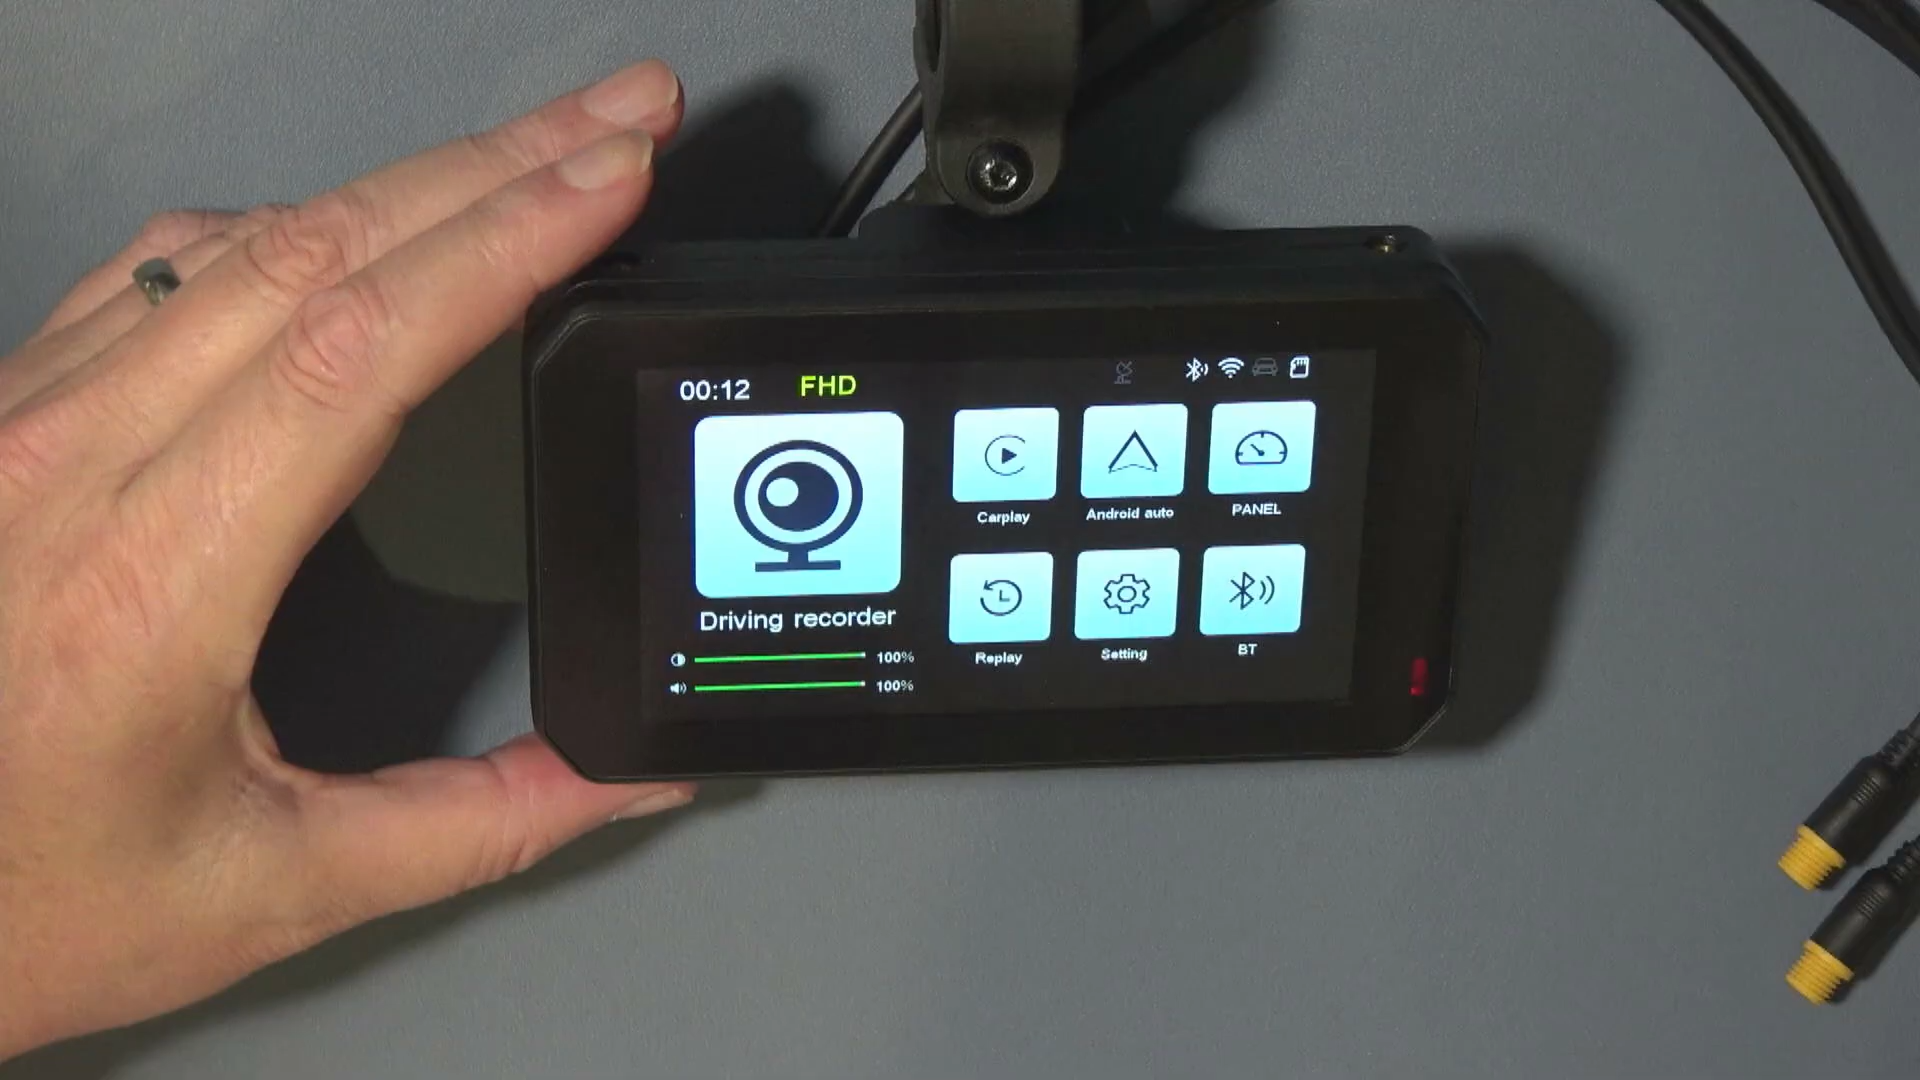 00:12 FHD
Carplay Android auto PANEL
Driving recorder
100%
100%
Replay Setting BT